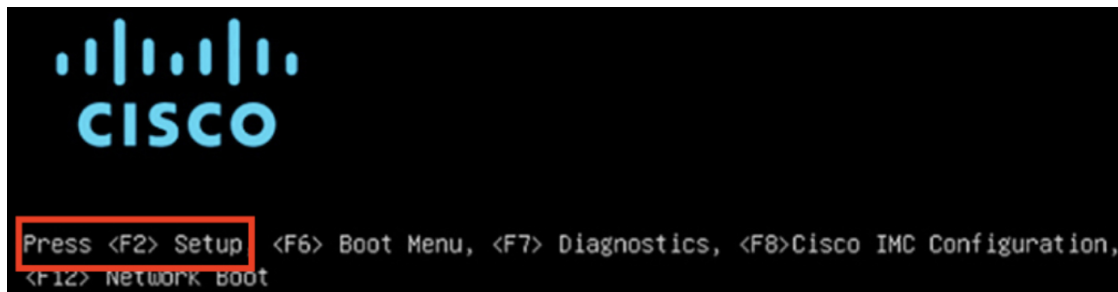 CISCO
Press <F2> Setup, <F6> Boot Menu, <F7> Diagnostics, <F8>Cisco IMC Configuration,
<F12> Network Boot